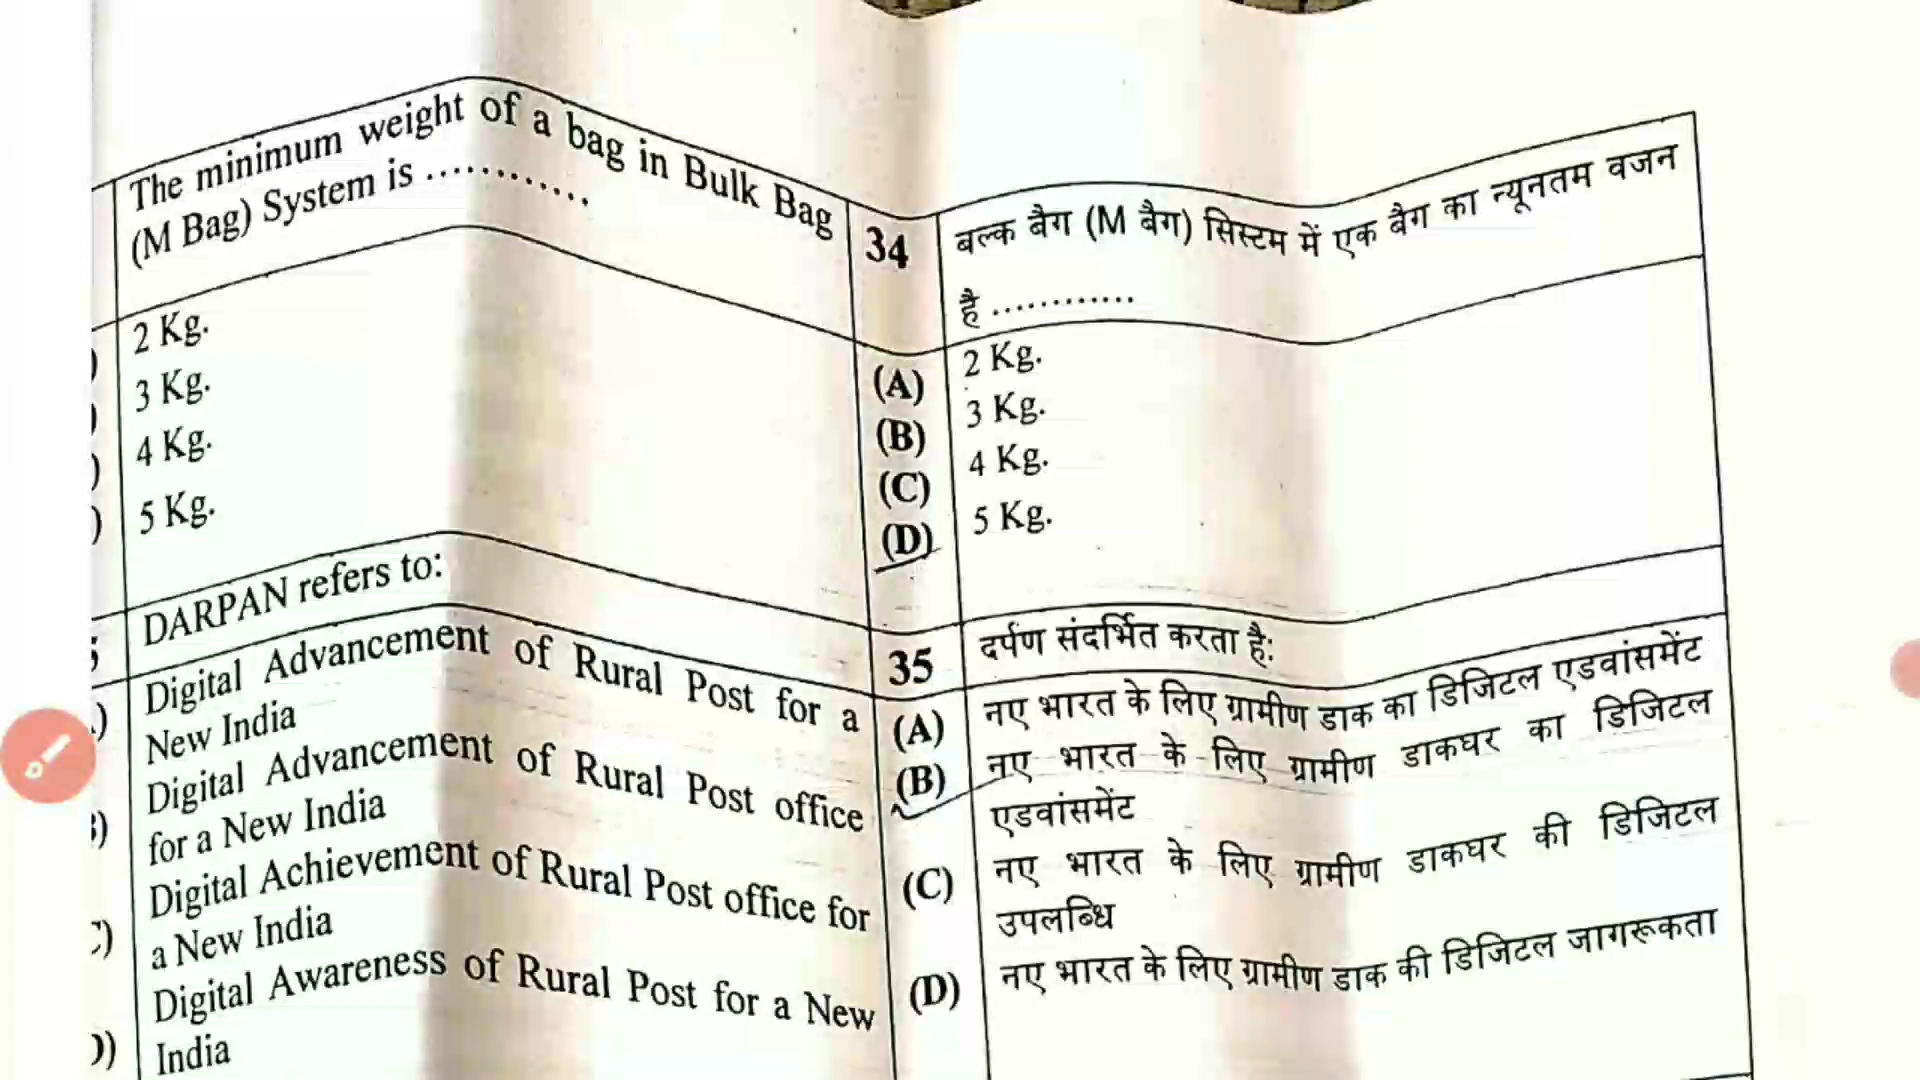 The minimum weight of a bag in Bulk Bag
(M Bag) System is ............
2 Kg.
3 Kg.
4 Kg.
5 Kg.
DARPAN refers to:
Digital Advancement of Rural Post for a
New India
Digital Advancement of Rural Post office
for a New India
Digital Achievement of Rural Post office for
a New India
Digital Awareness of Rural Post for a New
India
34 बल्क बैग (M बैग) सिस्टम में एक बैग का न्यूनतम वजन
है ............
(A) 2 Kg.
(B) 3 Kg.
(C) 4 Kg.
(D) 5 Kg.
35 दर्पण संदर्भित करता है:
(A) नए भारत के लिए ग्रामीण डाक का डिजिटल एडवांसमेंट
(B) नए भारत के लिए ग्रामीण डाकघर का डिजिटल
एडवांसमेंट
(C) नए भारत के लिए ग्रामीण डाकघर की डिजिटल
उपलब्धि
(D) नए भारत के लिए ग्रामीण डाक की डिजिटल जागरूकता